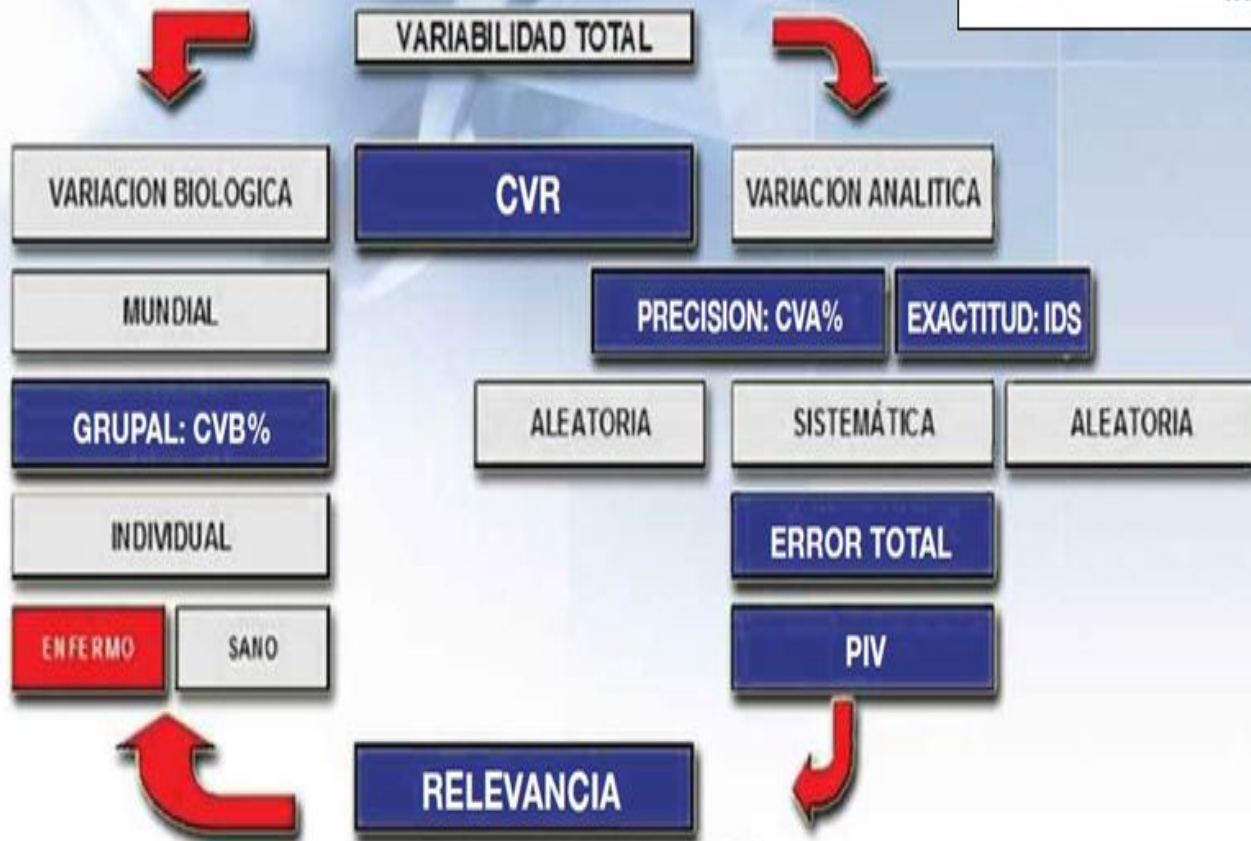 VARIABILIDAD TOTAL
VARIACION BIOLOGICA
CVR
VARIACION ANALITICA
MUNDIAL
PRECISION: CVA%
EXACTITUD: IDS
GRUPAL: CVB%
ALEATORIA
SISTEMÁTICA
ALEATORIA
INDIVIDUAL
ERROR TOTAL
ENFERMO
SANO
PIV
RELEVANCIA